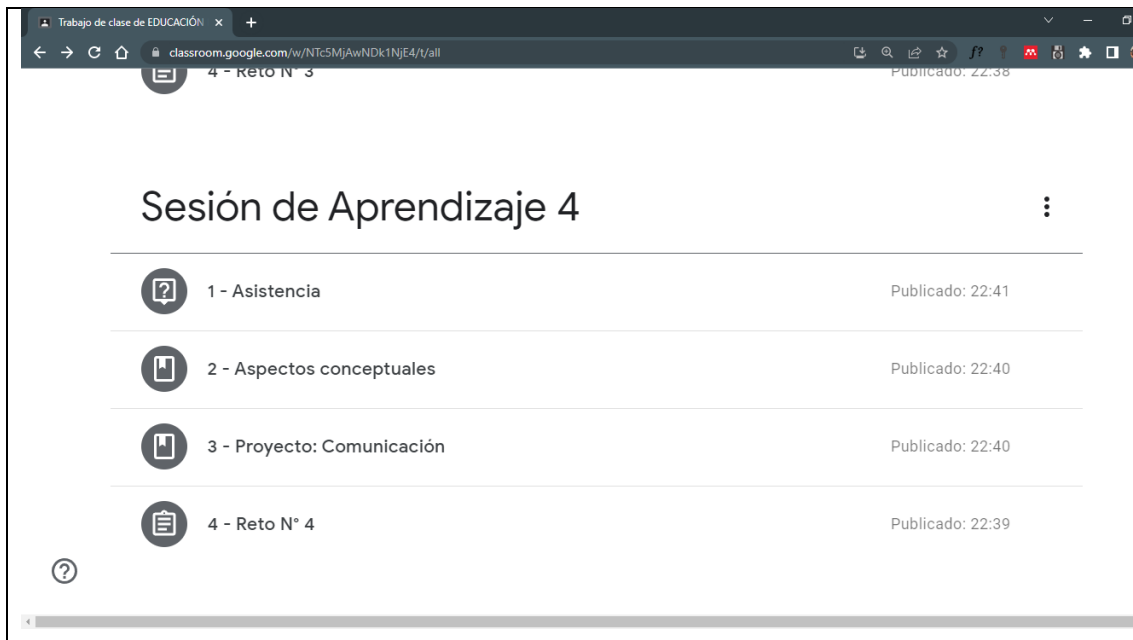 Trabajo de clase de EDUCACIÓN
classroom.google.com/w/NTc5MjAwNDk1NjE4/t/all
4 - Reto N° 3 Publicado: 22:38
Sesión de Aprendizaje 4
1 - Asistencia Publicado: 22:41
2 - Aspectos conceptuales Publicado: 22:40
3 - Proyecto: Comunicación Publicado: 22:40
4 - Reto N° 4 Publicado: 22:39